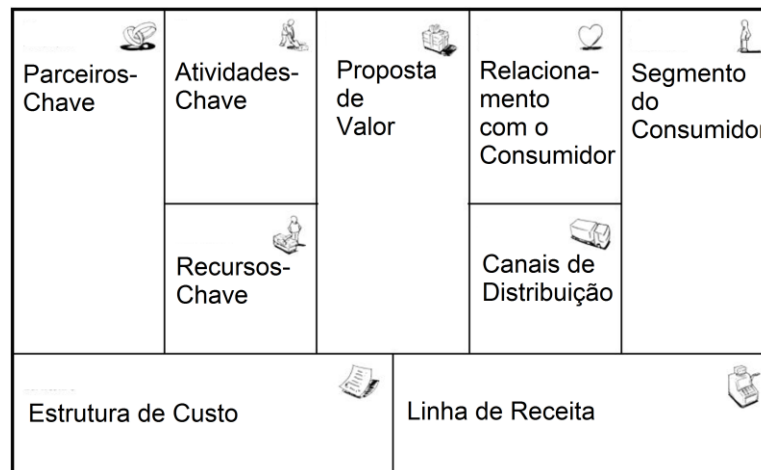 Parceiros-
Chave
Atividades-
Chave
Proposta
de
Valor
Relaciona-
mento
com o
Consumidor
Segmento
do
Consumidor
Recursos-
Chave
Canais de
Distribuição
Estrutura de Custo
Linha de Receita